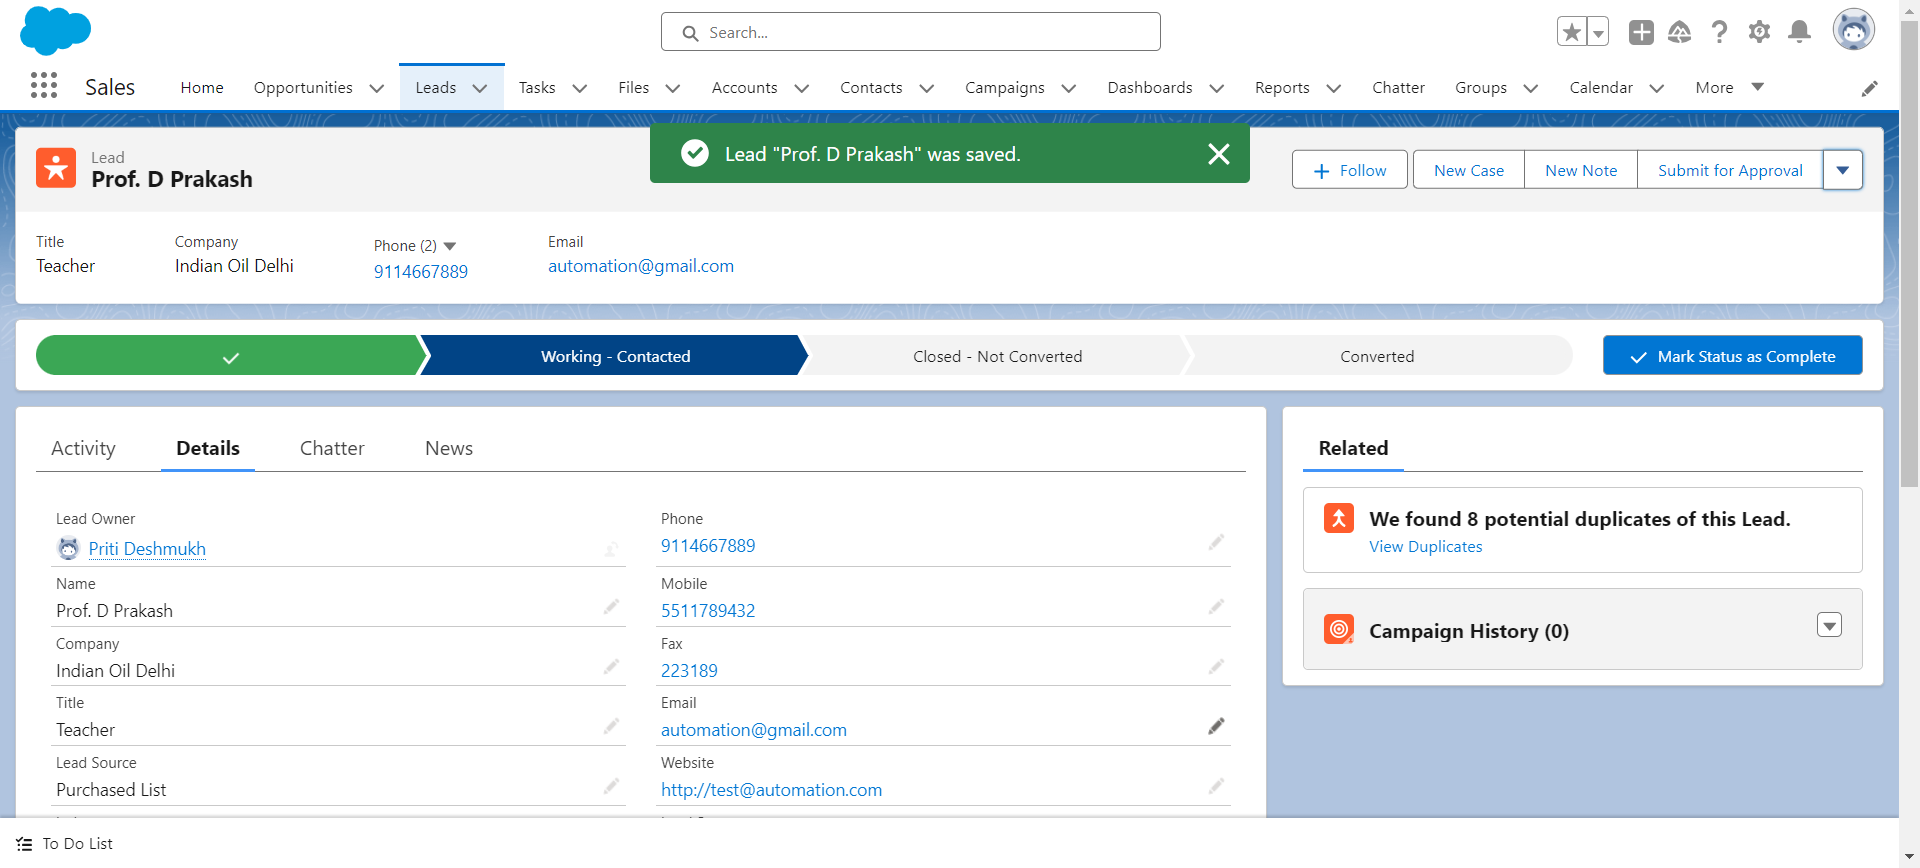 Search...
Sales
Home
Opportunities
Leads
Tasks
Files
Accounts
Contacts
Campaigns
Dashboards
Reports
Chatter
Groups
Calendar
More
Lead
Prof. D Prakash
Lead "Prof. D Prakash" was saved.
Follow
New Case
New Note
Submit for Approval
Title
Teacher
Company
Indian Oil Delhi
Phone (2)
9114667889
Email
automation@gmail.com
Working - Contacted
Closed - Not Converted
Converted
Mark Status as Complete
Activity
Details
Chatter
News
Lead Owner
Priti Deshmukh
Name
Prof. D Prakash
Company
Indian Oil Delhi
Title
Teacher
Lead Source
Purchased List
Phone
9114667889
Mobile
5511789432
Fax
223189
Email
automation@gmail.com
Website
http://test@automation.com
Related
We found 8 potential duplicates of this Lead.
View Duplicates
Campaign History (0)
To Do List